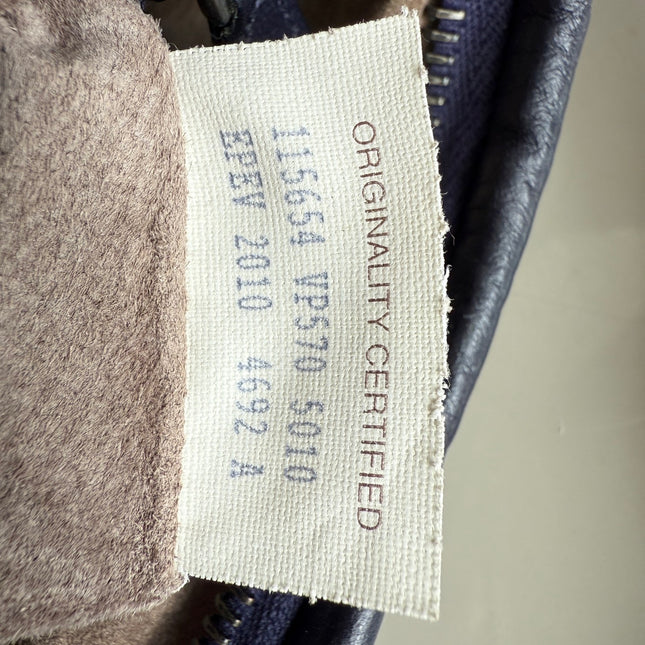 ORIGINALITY CERTIFIED
115654 VP570 5010
EPEV 2010 4692 A